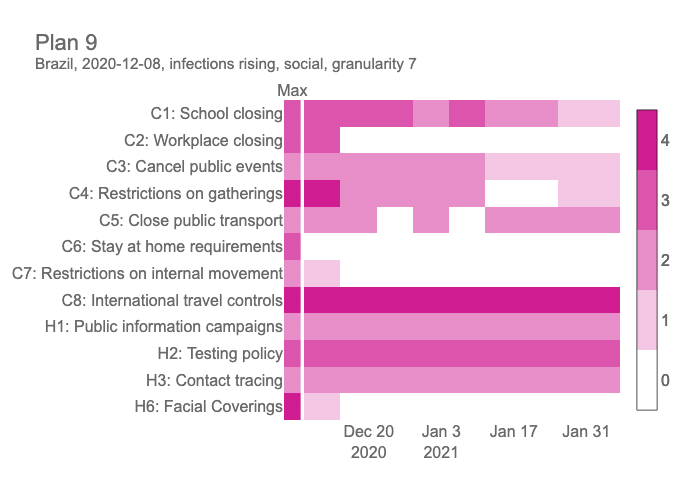 Plan 9
Brazil, 2020-12-08, infections rising, social, granularity 7
Max
C1: School closing
C2: Workplace closing
C3: Cancel public events
C4: Restrictions on gatherings
C5: Close public transport
C6: Stay at home requirements
C7: Restrictions on internal movement
C8: International travel controls
H1: Public information campaigns
H2: Testing policy
H3: Contact tracing
H6: Facial Coverings
Dec 20 Jan 3 Jan 17 Jan 31
2020 2021
4
3
2
1
0